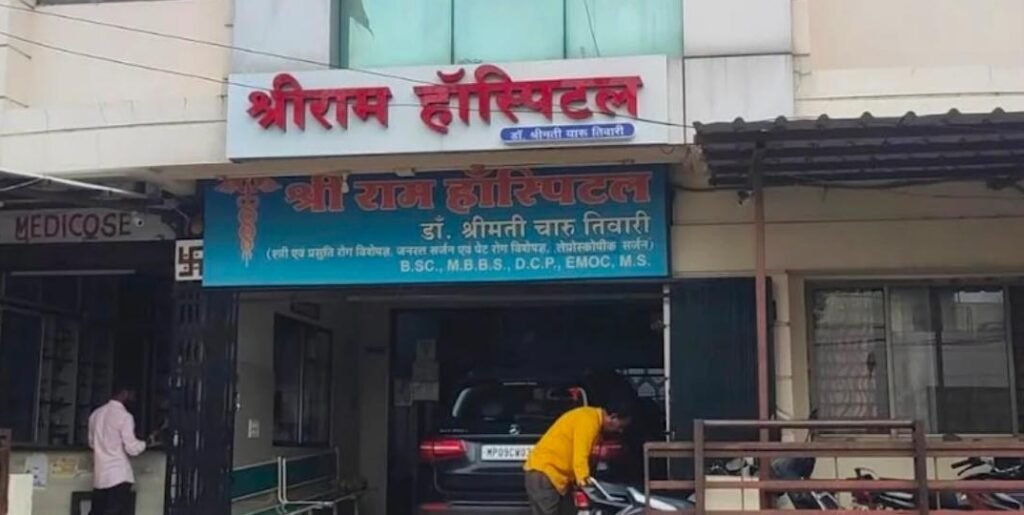 श्रीराम हॉस्पिटल
डॉ. श्रीमती चारु तिवारी
श्री राम हॉस्पिटल
डॉ. श्रीमती चारु तिवारी
(स्त्री एवं प्रसुति रोग विशेषज्ञ, जनरल सर्जन एवं पेट रोग विशेषज्ञ, लेप्रोस्कोपीक सर्जन)
B.SC., M.B.B.S., D.C.P., EMOC, M.S.
MEDICOSE